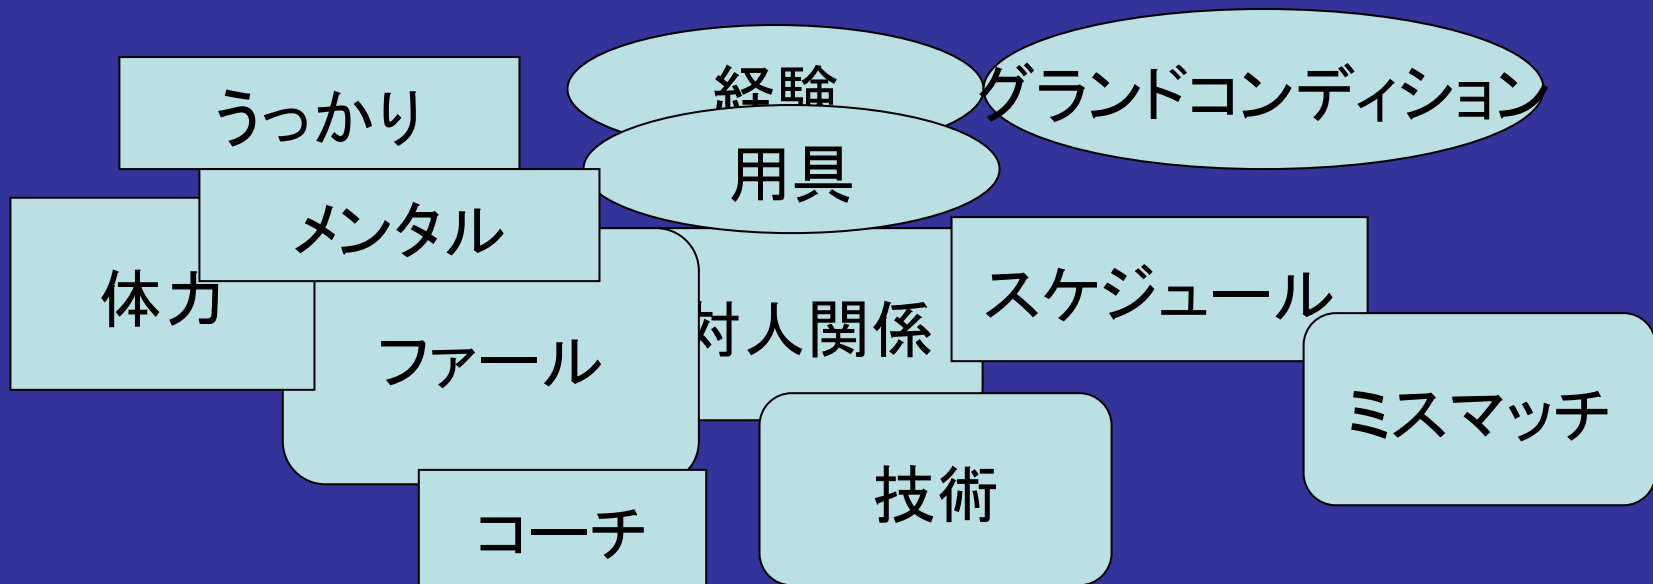 うっかり
経験
グランドコンディション
用具
メンタル
体力
対人関係
スケジュール
ファール
ミスマッチ
技術
コーチ